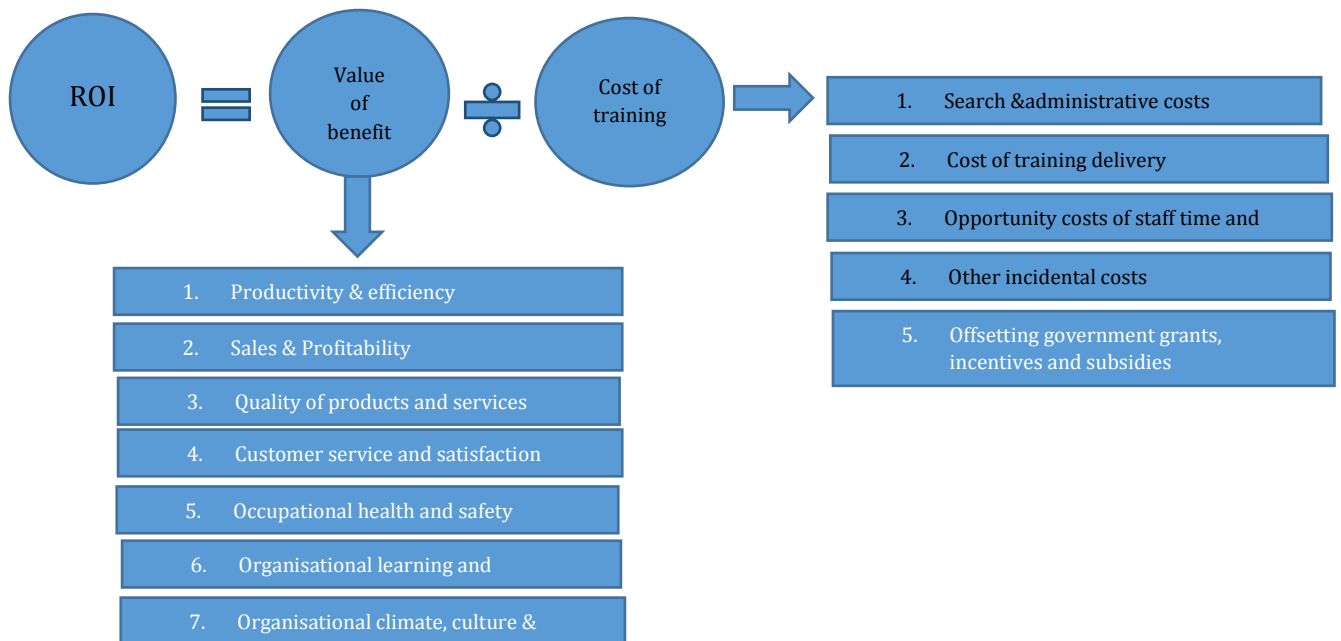 ROI
Value
of
benefit
Cost of
training
1. Search &administrative costs
2. Cost of training delivery
3. Opportunity costs of staff time and
4. Other incidental costs
5. Offsetting government grants,
incentives and subsidies
1. Productivity & efficiency
2. Sales & Profitability
3. Quality of products and services
4. Customer service and satisfaction
5. Occupational health and safety
6. Organisational learning and
7. Organisational climate, culture &